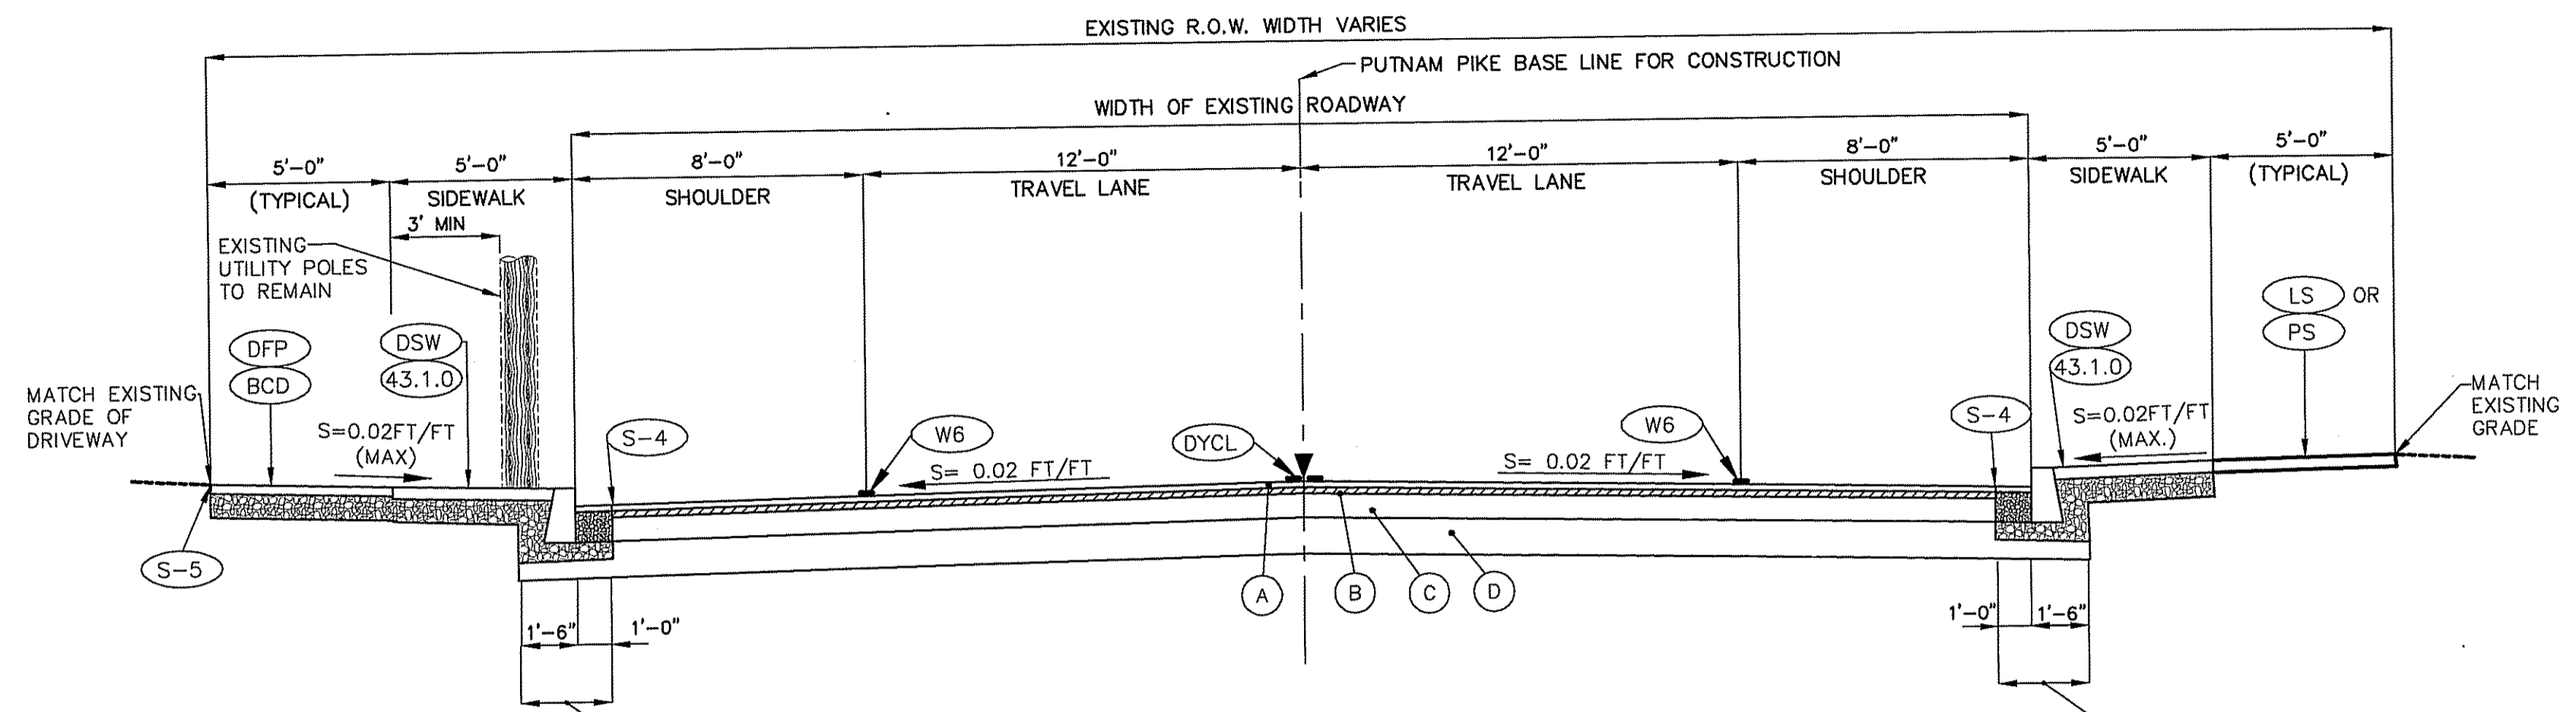 EXISTING R.O.W. WIDTH VARIES
PUTNAM PIKE BASE LINE FOR CONSTRUCTION
WIDTH OF EXISTING ROADWAY
5'-0"
(TYPICAL)
5'-0"
SIDEWALK
8'-0"
SHOULDER
12'-0"
TRAVEL LANE
12'-0"
TRAVEL LANE
8'-0"
SHOULDER
5'-0"
SIDEWALK
5'-0"
(TYPICAL)
3' MIN
EXISTING
UTILITY POLES
TO REMAIN
LS OR
PS
DFP
BCD
DSW
43.1.0
DSW
43.1.0
MATCH EXISTING
GRADE OF
DRIVEWAY
MATCH
EXISTING
GRADE
S=0.02FT/FT
(MAX)
S-4
W6
DYCL
W6
S-4
S=0.02FT/FT
(MAX.)
S= 0.02 FT/FT
S= 0.02 FT/FT
S-5
A
B
C
D
1'-6"
1'-0"
1'-0"
1'-6"